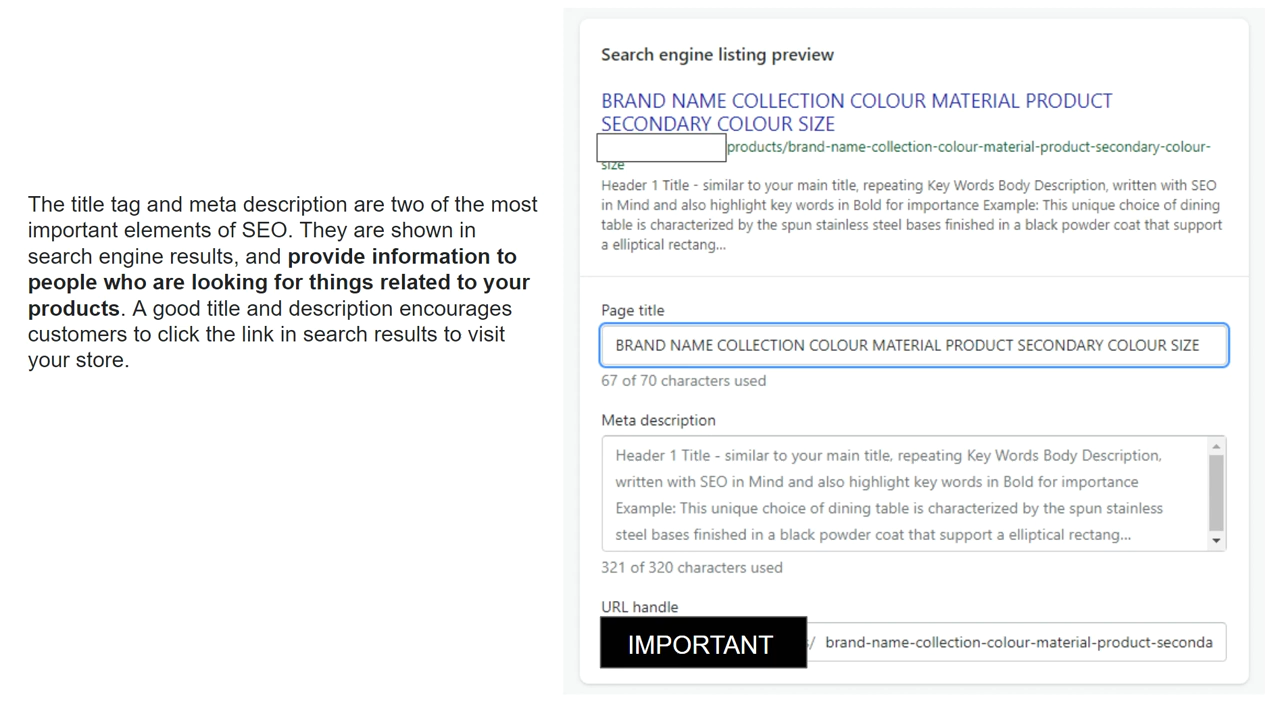 The title tag and meta description are two of the most
important elements of SEO. They are shown in
search engine results, and provide information to
people who are looking for things related to your
products. A good title and description encourages
customers to click the link in search results to visit
your store.
Search engine listing preview
BRAND NAME COLLECTION COLOUR MATERIAL PRODUCT
SECONDARY COLOUR SIZE
products/brand-name-collection-colour-material-product-secondary-colour-
size
Header 1 Title - similar to your main title, repeating Key Words Body Description, written with SEO
in Mind and also highlight key words in Bold for importance Example: This unique choice of dining
table is characterized by the spun stainless steel bases finished in a black powder coat that support
a elliptical rectang...
Page title
BRAND NAME COLLECTION COLOUR MATERIAL PRODUCT SECONDARY COLOUR SIZE
67 of 70 characters used
Meta description
Header 1 Title - similar to your main title, repeating Key Words Body Description,
written with SEO in Mind and also highlight key words in Bold for importance
Example: This unique choice of dining table is characterized by the spun stainless
steel bases finished in a black powder coat that support a elliptical rectang...
321 of 320 characters used
URL handle
IMPORTANT / brand-name-collection-colour-material-product-seconda